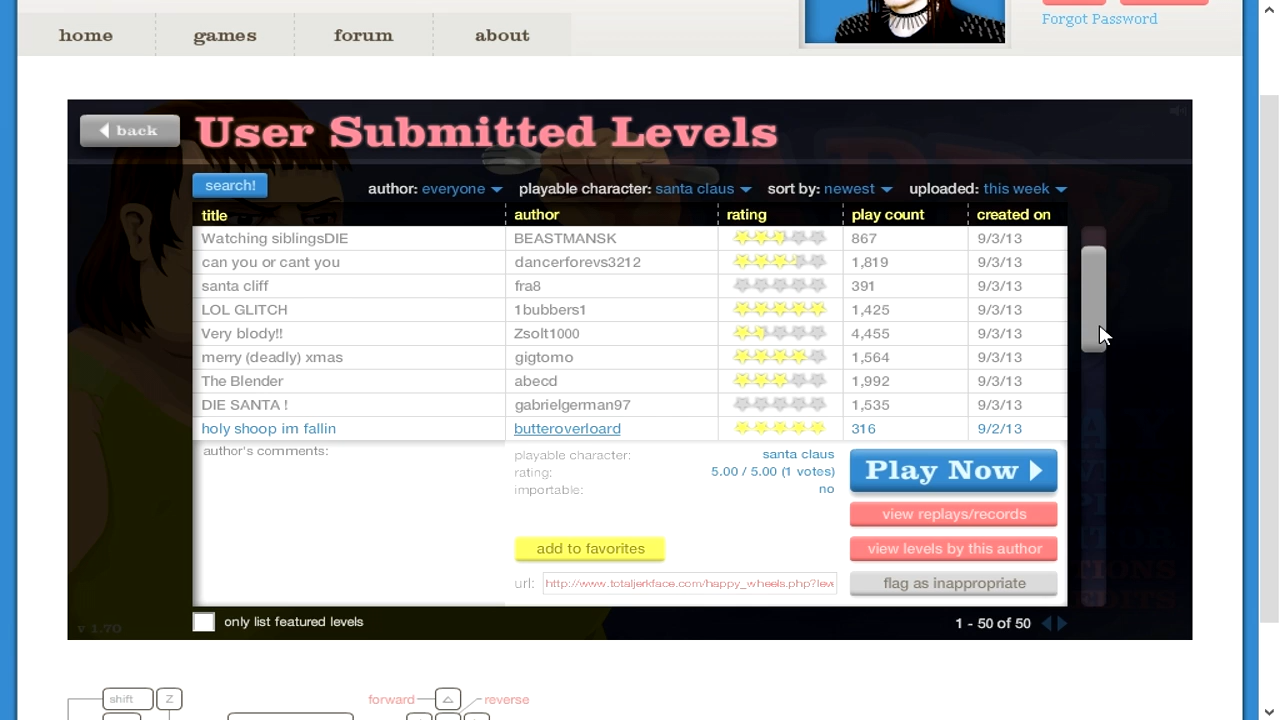 Forgot Password
home games forum about
back User Submitted Levels
search! author: everyone playable character: santa claus sort by: newest uploaded: this week
title author rating play count created on
Watching siblingsDIE BEASTMANSK 867 9/3/13
can you or cant you dancerforevs3212 1,819 9/3/13
santa cliff fra8 391 9/3/13
LOL GLITCH 1bubbers1 1,425 9/3/13
Very blody!! Zsolt1000 4,455 9/3/13
merry (deadly) xmas gigtomo 1,564 9/3/13
The Blender abecd 1,992 9/3/13
DIE SANTA ! gabrielgerman97 1,535 9/3/13
holy shoop im fallin butteroverloard 316 9/2/13
author's comments:
playable character: santa claus
rating: 5.00 / 5.00 (1 votes)
importable: no
Play Now
view replays/records
add to favorites view levels by this author
url: http://www.totaljerkface.com/happy_wheels.php?leve
flag as inappropriate
only list featured levels 1 - 50 of 50
v 1.70
shift Z forward reverse